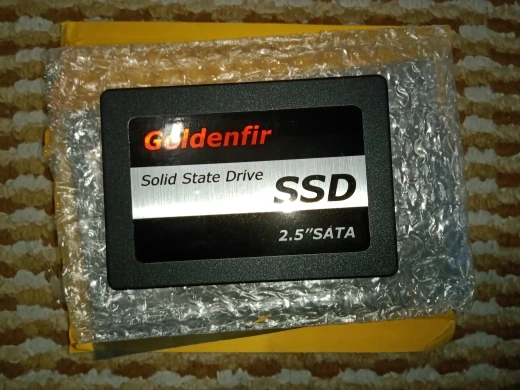 Goldenfir
Solid State Drive
SSD
2.5"SATA